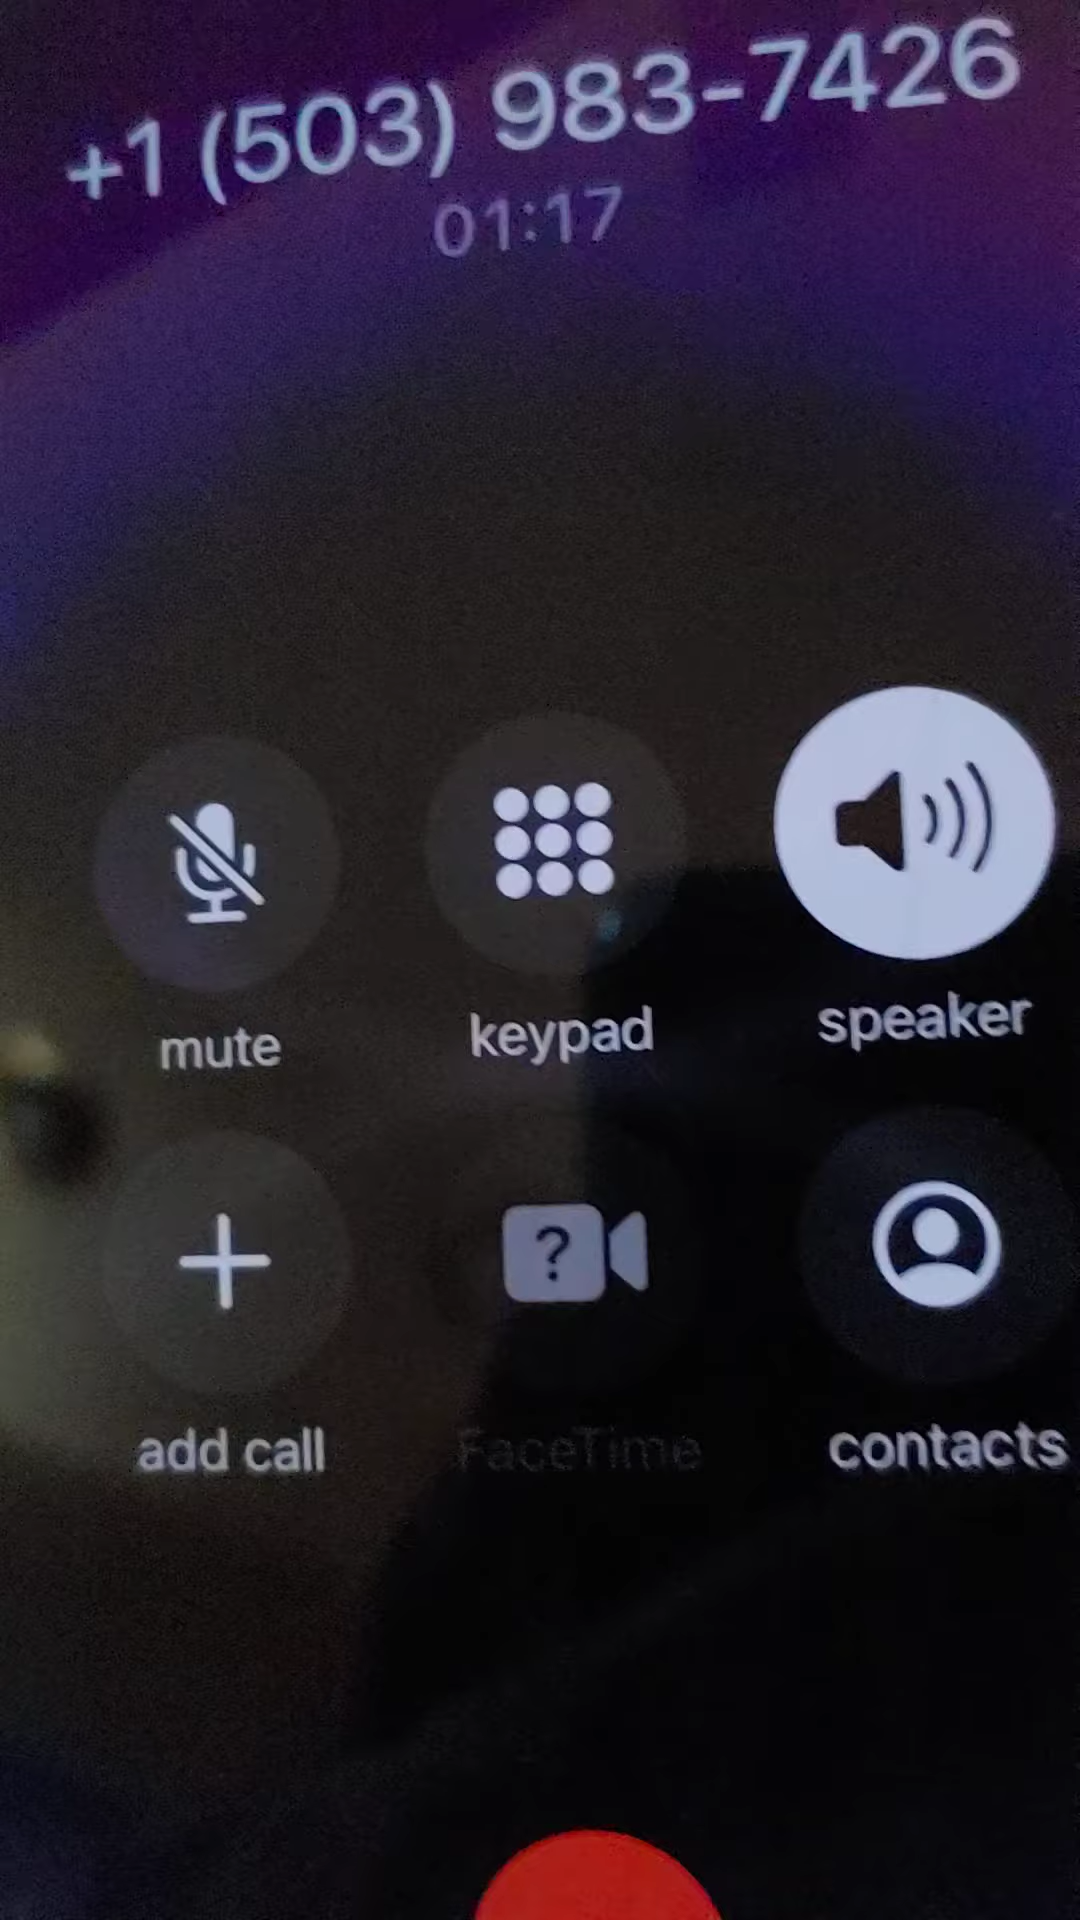 +1 (503) 983-7426
01:17
mute
keypad
speaker
?
add call
FaceTime
contacts